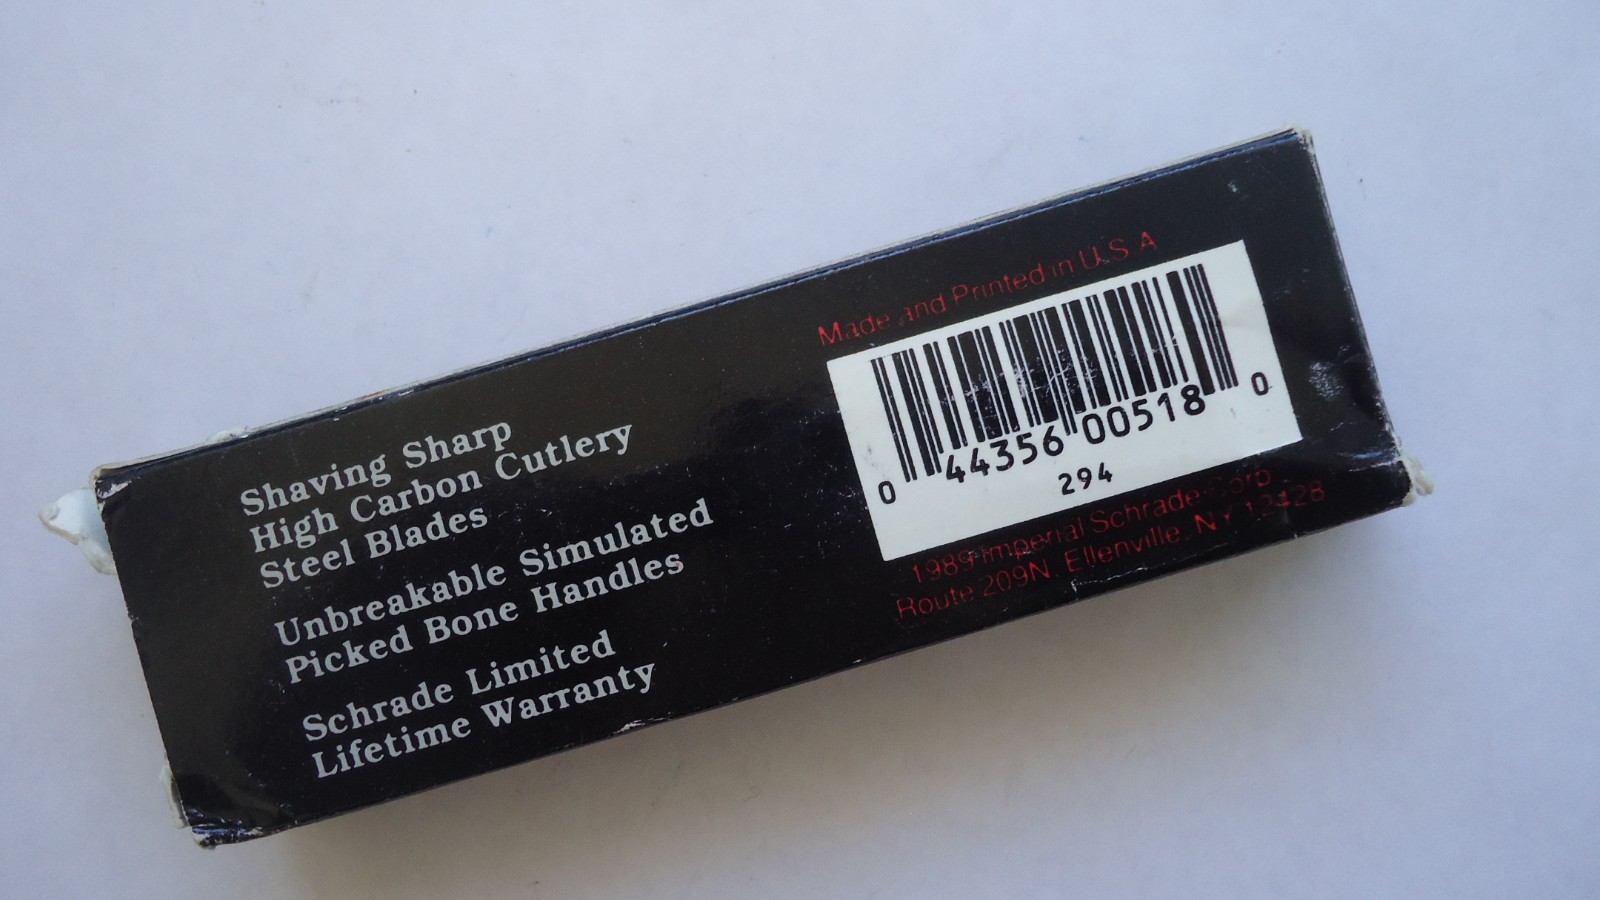 Shaving Sharp
High Carbon Cutlery
Steel Blades
Unbreakable Simulated
Picked Bone Handles
Schrade Limited
Lifetime Warranty
Made and Printed in U.S.A
0 44356 00518 0
294
1989 Imperial Schrade Corp
Route 209N Ellenville, NY 12428